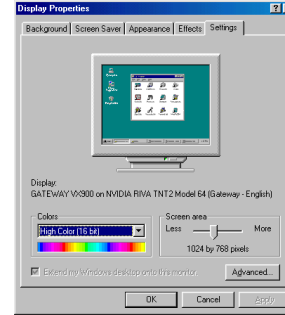 Display Properties ?
Background Screen Saver Appearance Effects Settings
Display:
GATEWAY VX900 on NVIDIA RIVA TNT2 Model 64 (Gateway - English)
Colors
High Color (16 bit)
Screen area
Less More
1024 by 768 pixels
Extend my Windows desktop onto this monitor.
Advanced...
OK Cancel Apply